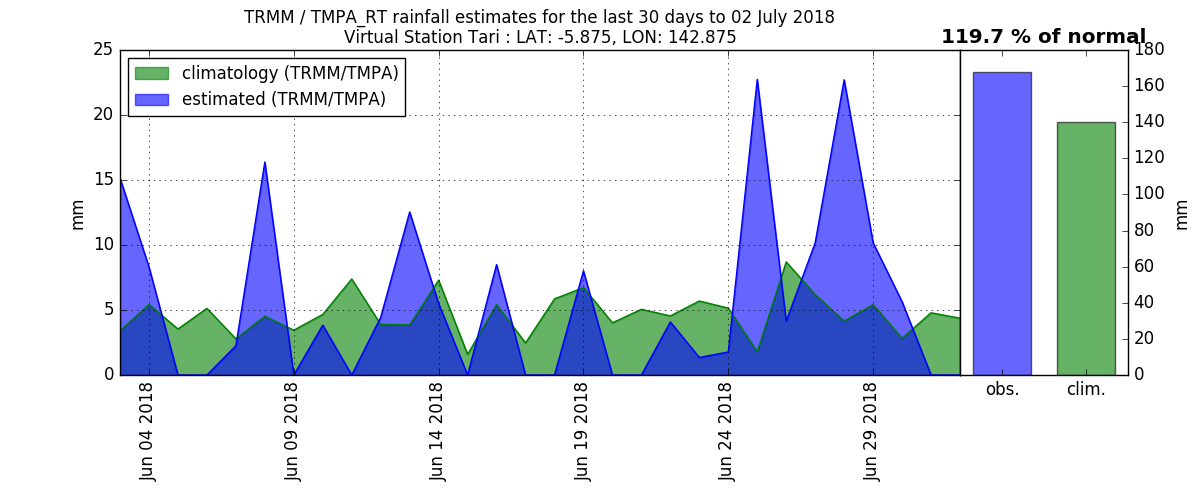 TRMM / TMPA_RT rainfall estimates for the last 30 days to 02 July 2018
Virtual Station Tari : LAT: -5.875, LON: 142.875
119.7 % of normal
climatology (TRMM/TMPA)
estimated (TRMM/TMPA)
25
20
15
10
5
0
mm
Jun 04 2018
Jun 09 2018
Jun 14 2018
Jun 19 2018
Jun 24 2018
Jun 29 2018
180
160
140
120
100
80
60
40
20
0
mm
obs.
clim.